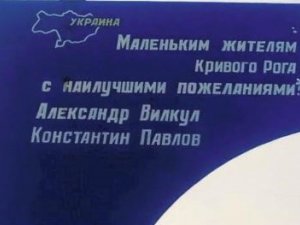 УКРАИНА
Маленьким жителям
Кривого Рога
с наилучшими пожеланиями!
Александр Вилкул
Константин Павлов